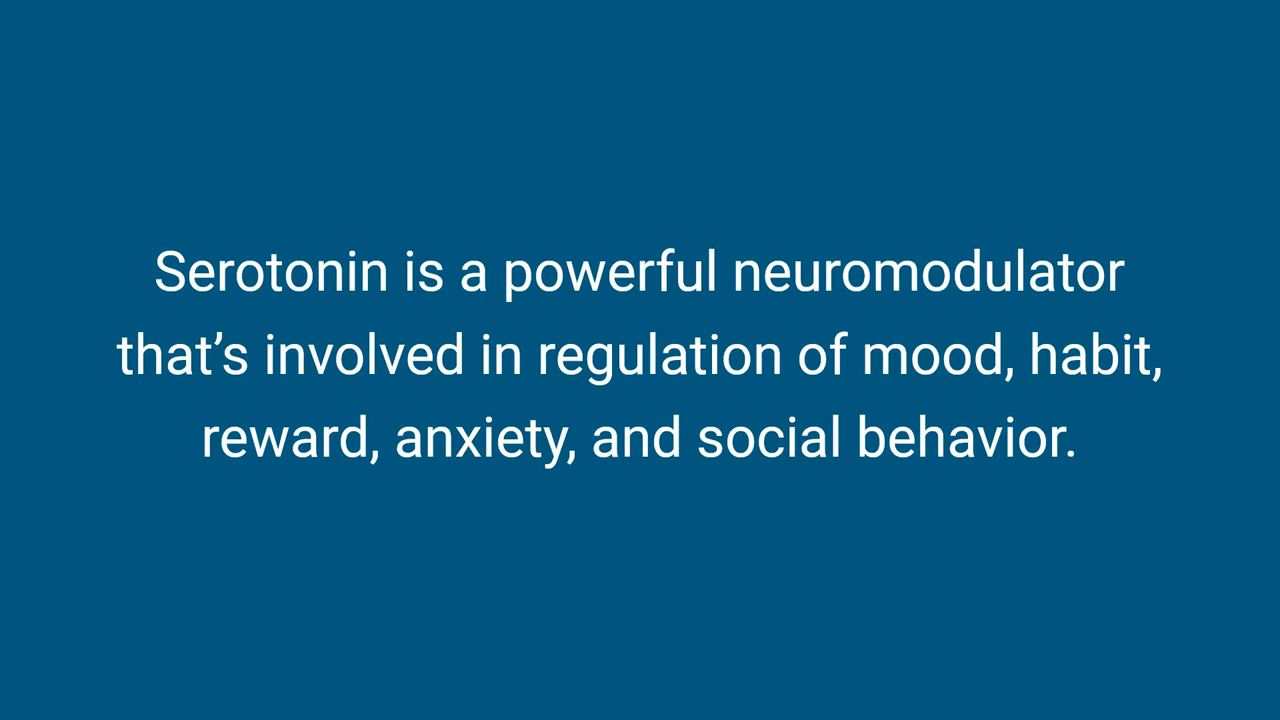 Serotonin is a powerful neuromodulator
that’s involved in regulation of mood, habit,
reward, anxiety, and social behavior.